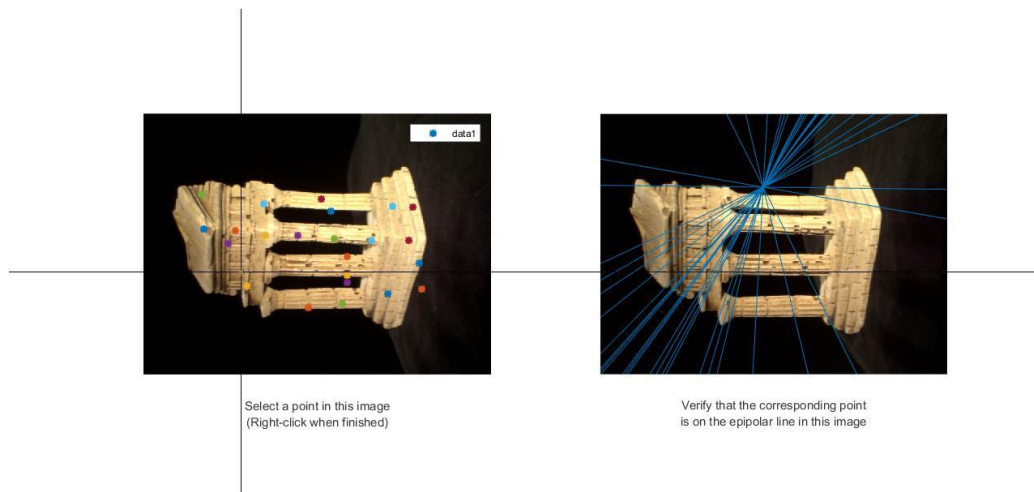 data1
Select a point in this image
(Right-click when finished)
Verify that the corresponding point
is on the epipolar line in this image